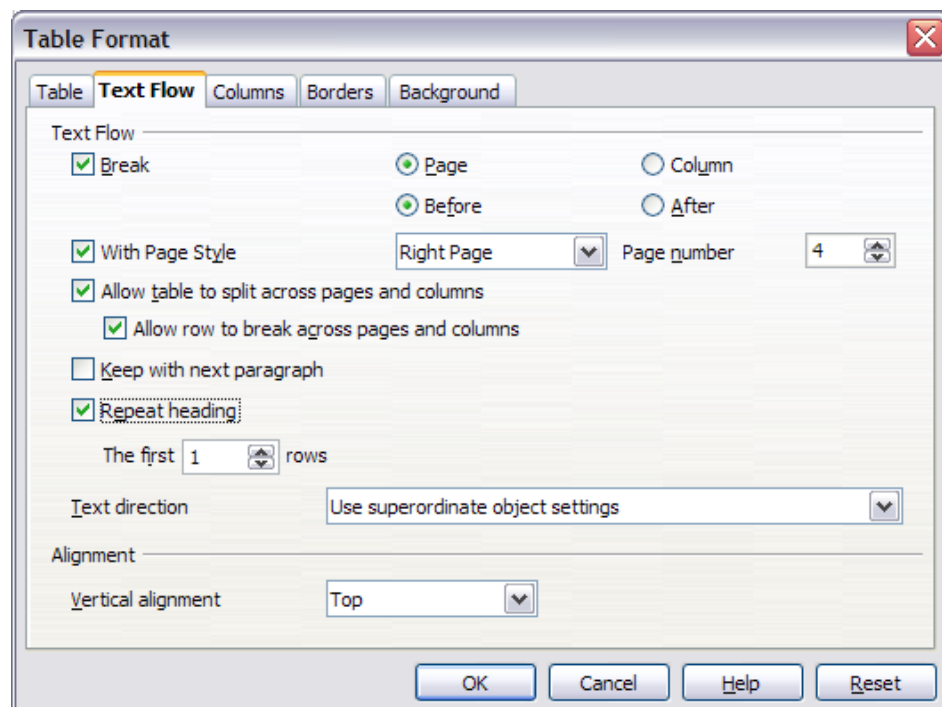 Table Format
Table Text Flow Columns Borders Background
Text Flow
Break Page Column
Before After
With Page Style Right Page Page number 4
Allow table to split across pages and columns
Allow row to break across pages and columns
Keep with next paragraph
Repeat heading
The first 1 rows
Text direction Use superordinate object settings
Alignment
Vertical alignment Top
OK Cancel Help Reset